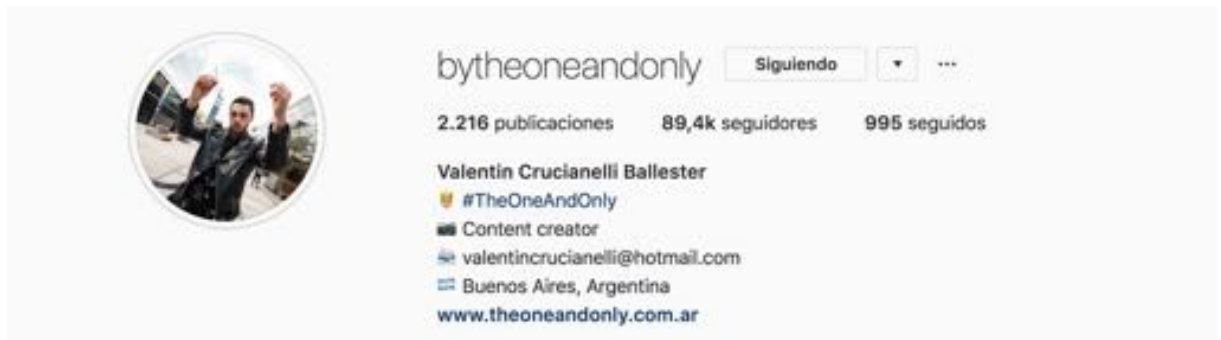 bytheoneandonly Siguiendo
2.216 publicaciones 89,4k seguidores 995 seguidos
Valentin Crucianelli Ballester
#TheOneAndOnly
Content creator
valentincrucianelli@hotmail.com
Buenos Aires, Argentina
www.theoneandonly.com.ar